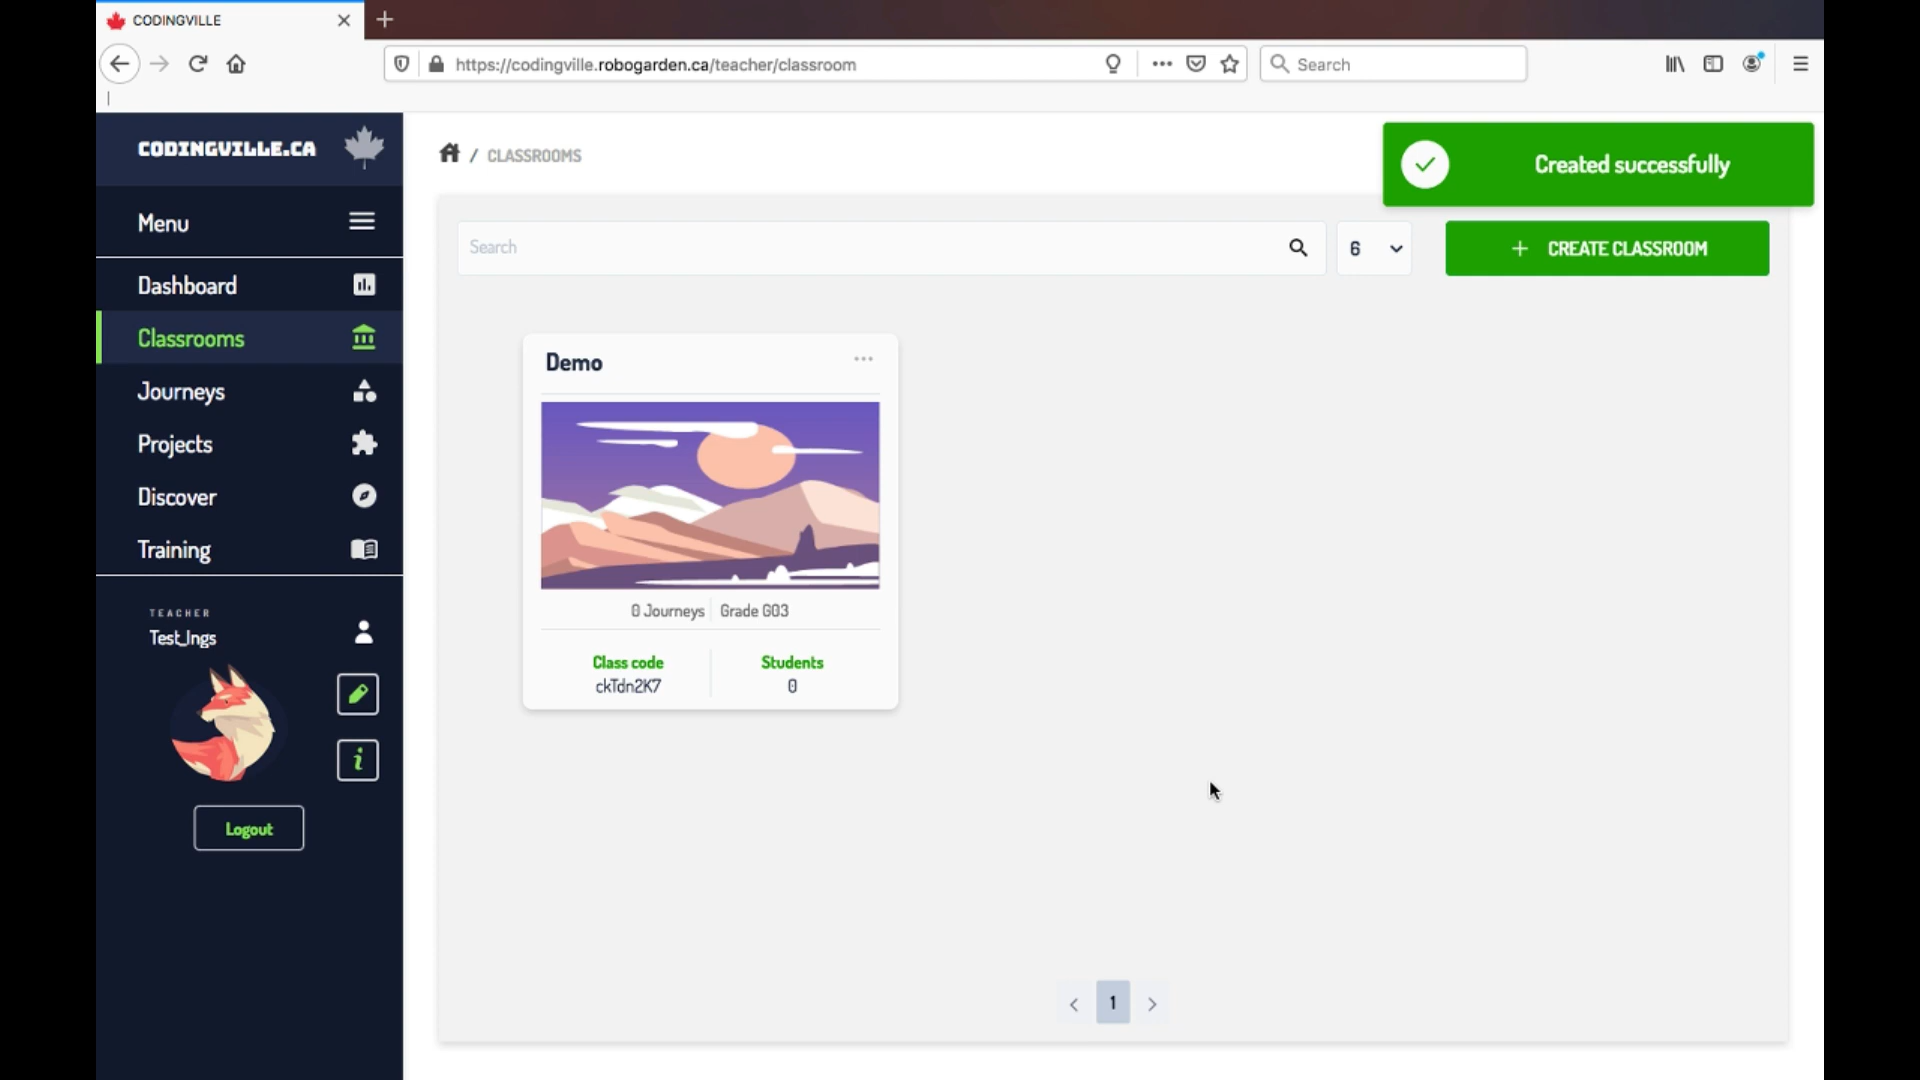 CODINGVILLE
https://codingville.robogarden.ca/teacher/classroom
Search
CODINGVILLE.CA
/ CLASSROOMS
Created successfully
Menu
Search
6
+ CREATE CLASSROOM
Dashboard
Classrooms
Journeys
Projects
Discover
Training
Demo
0 Journeys
Grade G03
Class code
ckTdn2K7
Students
0
TEACHER
Test_Ings
i
Logout
< 1 >